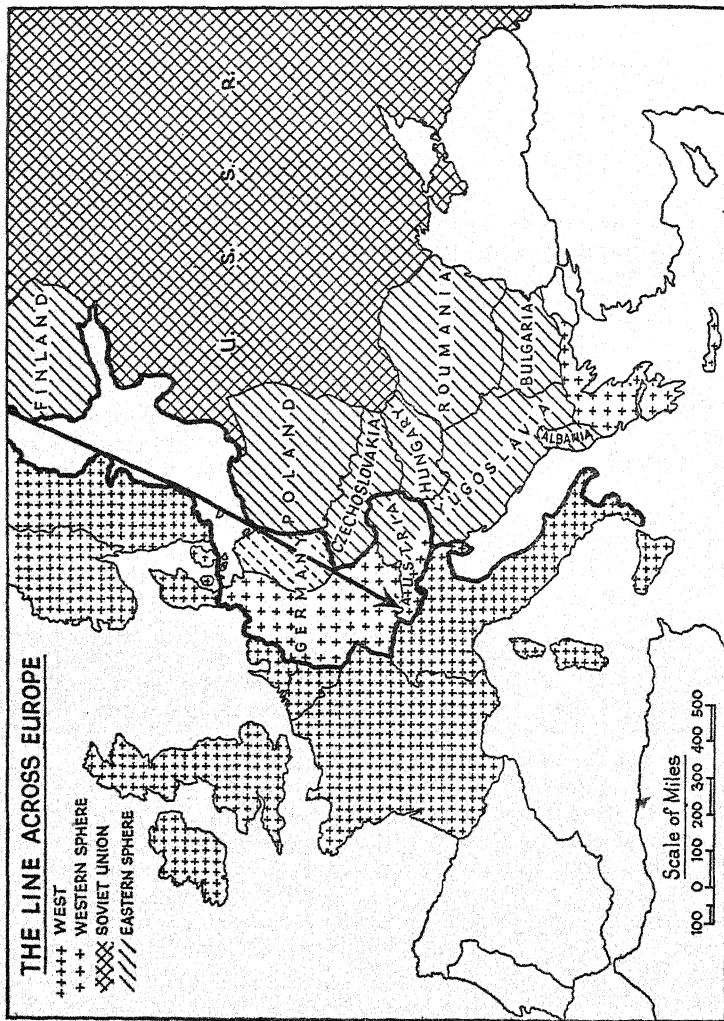 THE LINE ACROSS EUROPE
WEST
WESTERN SPHERE
SOVIET UNION
EASTERN SPHERE
FINLAND
U. S. S. R.
POLAND
GERMANY
CZECHOSLOVAKIA
AUSTRIA
HUNGARY
ROUMANIA
YUGOSLAVIA
BULGARIA
ALBANIA
Scale of Miles
100 0 100 200 300 400 500